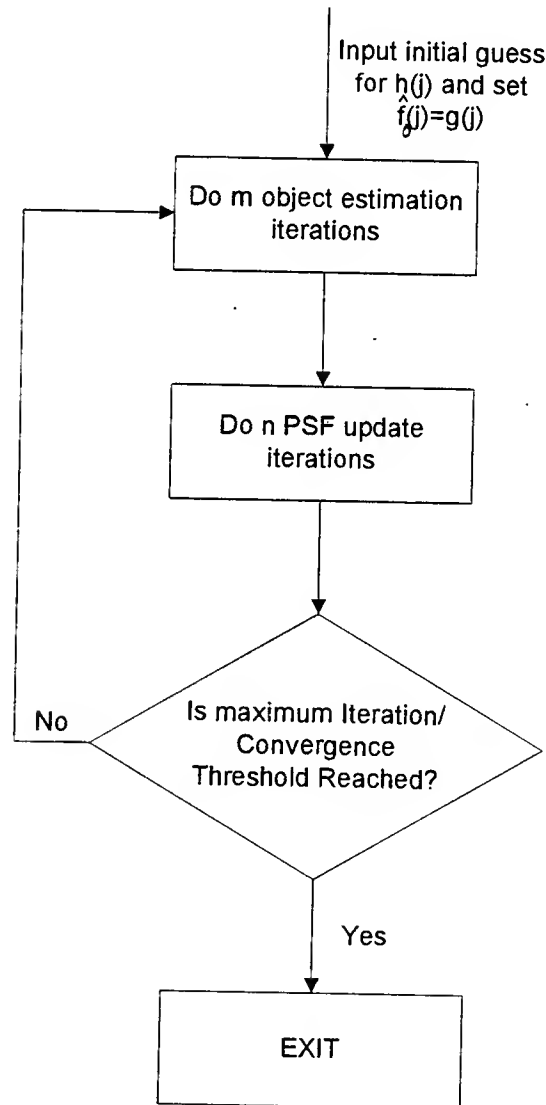 Input initial guess
for h(j) and set
f̂₀(j)=g(j)
Do m object estimation
iterations
Do n PSF update
iterations
Is maximum Iteration/
Convergence
Threshold Reached?
No
Yes
EXIT